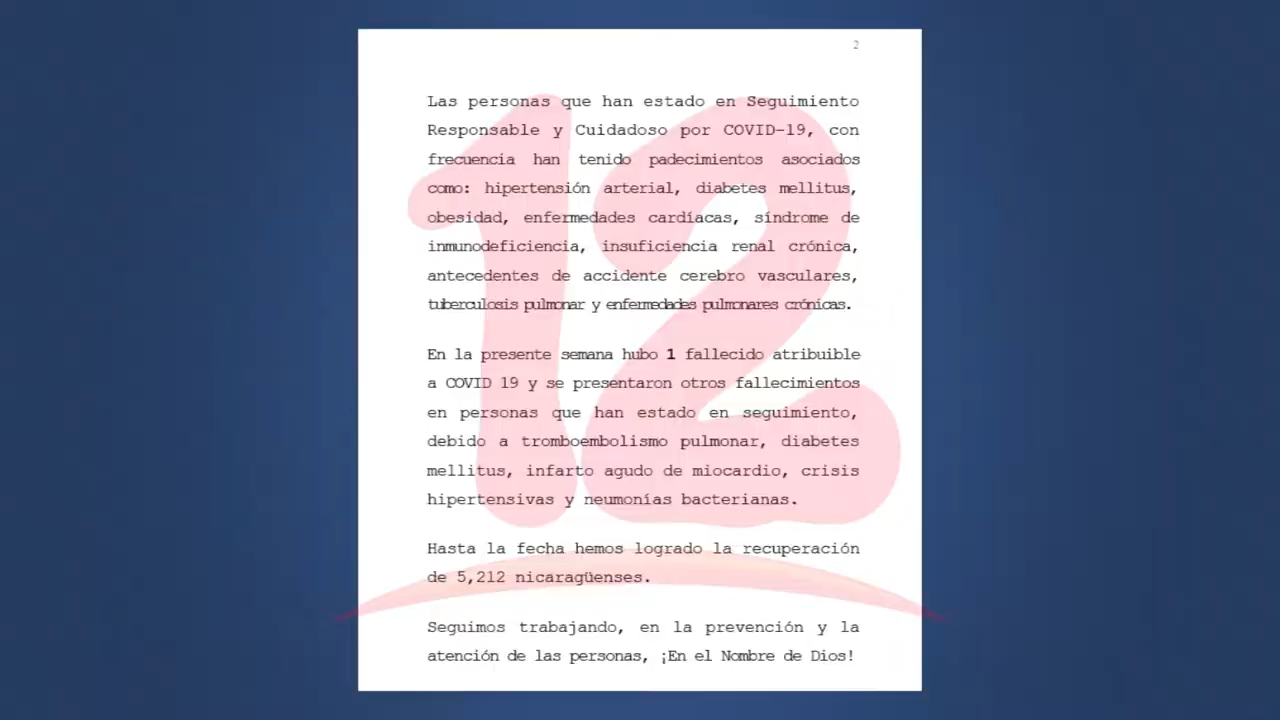 2
Las personas que han estado en Seguimiento
Responsable y Cuidadoso por COVID-19, con
frecuencia han tenido padecimientos asociados
como: hipertensión arterial, diabetes mellitus,
obesidad, enfermedades cardíacas, síndrome de
inmunodeficiencia, insuficiencia renal crónica,
antecedentes de accidente cerebro vasculares,
tuberculosis pulmonar y enfermedades pulmonares crónicas.
En la presente semana hubo 1 fallecido atribuible
a COVID 19 y se presentaron otros fallecimientos
en personas que han estado en seguimiento,
debido a tromboembolismo pulmonar, diabetes
mellitus, infarto agudo de miocardio, crisis
hipertensivas y neumonías bacterianas.
Hasta la fecha hemos logrado la recuperación
de 5,212 nicaragüenses.
Seguimos trabajando, en la prevención y la
atención de las personas, ¡En el Nombre de Dios!
12